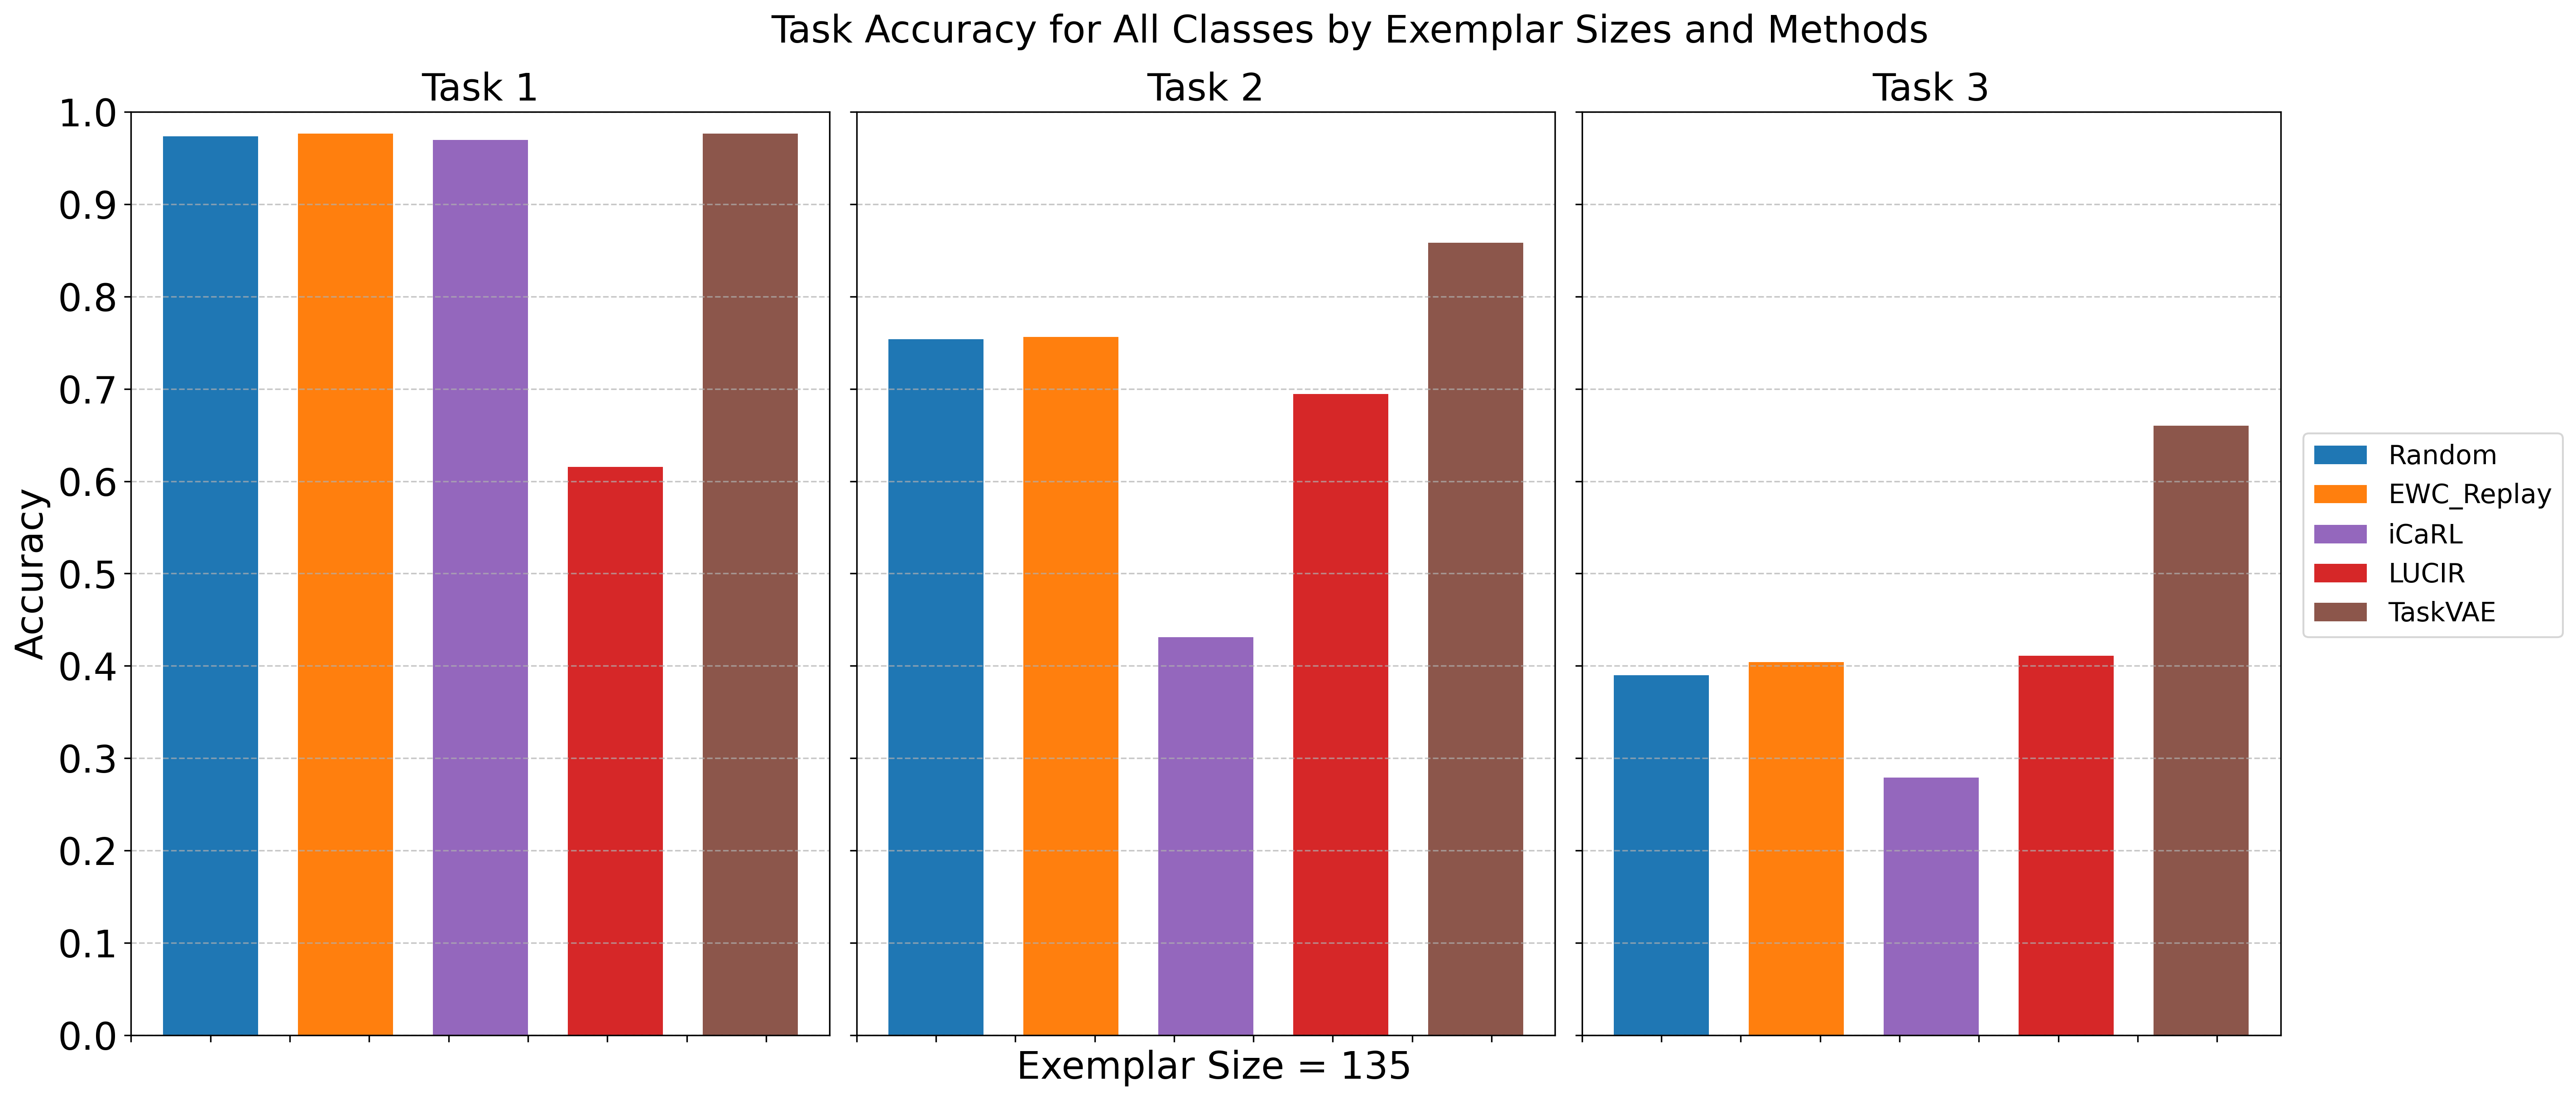 Task Accuracy for All Classes by Exemplar Sizes and Methods
Task 1
Task 2
Task 3
1.0
0.9
0.8
0.7
0.6
0.5
0.4
0.3
0.2
0.1
0.0
Accuracy
Exemplar Size = 135
Random
EWC_Replay
iCaRL
LUCIR
TaskVAE